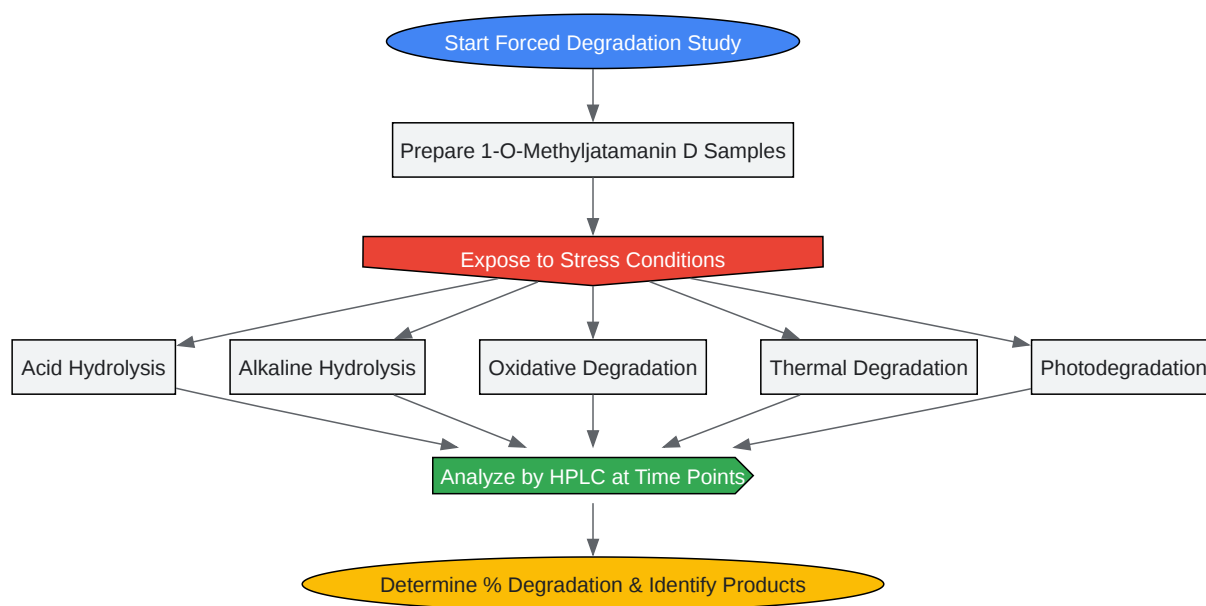 Start Forced Degradation Study
Prepare 1-O-Methyljatamanin D Samples
Expose to Stress Conditions
Acid Hydrolysis
Alkaline Hydrolysis
Oxidative Degradation
Thermal Degradation
Photodegradation
Analyze by HPLC at Time Points
Determine % Degradation & Identify Products